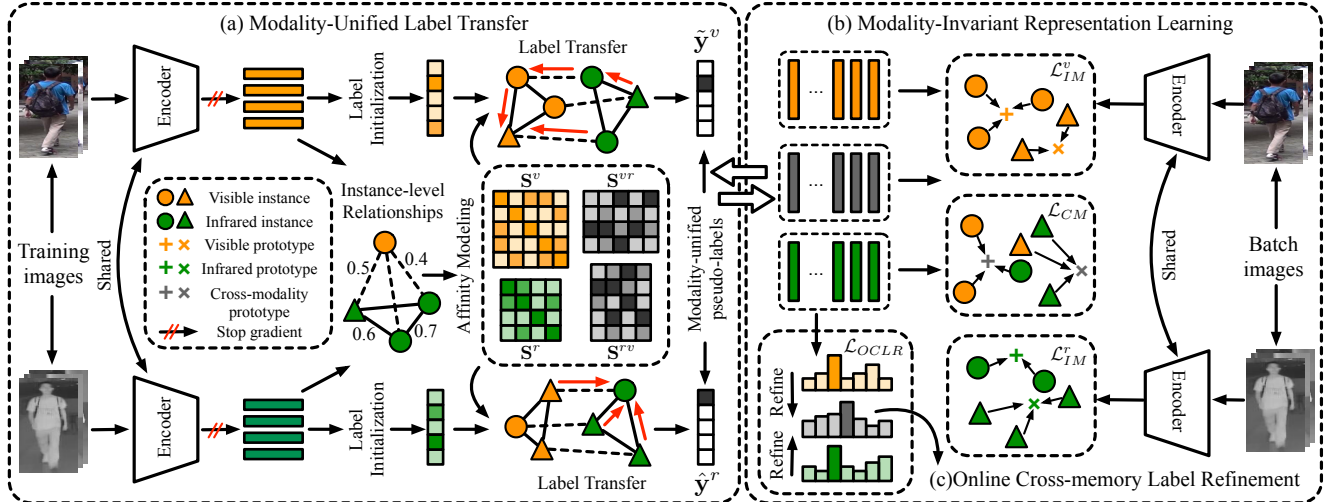 (a) Modality-Unified Label Transfer
Encoder
Label
Initialization
Label Transfer
ỹ^v
Training
images
Shared
Visible instance
Infrared instance
Visible prototype
Infrared prototype
Cross-modality
prototype
Stop gradient
Instance-level
Relationships
0.5
0.4
0.6
0.7
Affinity Modeling
S^v
S^vr
S^r
S^rv
Modality-unified
pseudo-labels
Encoder
Label
Initialization
Label Transfer
ŷ^r
(b) Modality-Invariant Representation Learning
...
...
...
ℒ^v_IM
ℒ_CM
ℒ^r_IM
Encoder
Shared
Batch
images
Encoder
ℒ_OCLR
Refine
Refine
(c)Online Cross-memory Label Refinement